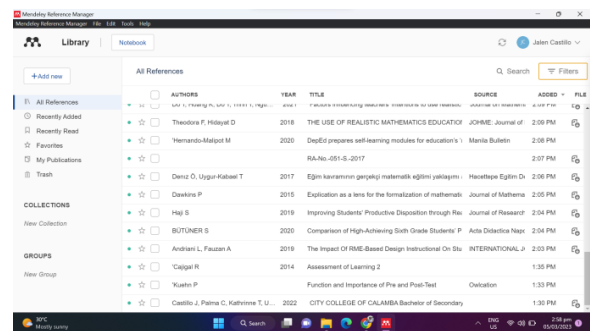 Mendeley Reference Manager
Mendeley Reference Manager File Edit Tools Help
Library Notebook Jalen Castillo
+Add new
All References Search Filters
All References
Recently Added
Recently Read
Favorites
My Publications
Trash
COLLECTIONS
New Collection
GROUPS
New Group
AUTHORS YEAR TITLE SOURCE ADDED FILE
Theodora F, Hidayat D 2018 THE USE OF REALISTIC MATHEMATICS EDUCATION JOHME: Journal of 2:09 PM
'Hernando-Malipot M 2020 DepEd prepares self-learning modules for education's Manila Bulletin 2:08 PM
RA-No.-051-S.-2017 2:07 PM
Deniz Ö, Uygur-Kabael T 2017 Eğim kavramının gerçekçi matematik eğitimi yaklaşımı Hacettepe Egitim D 2:06 PM
Dawkins P 2015 Explication as a lens for the formalization of mathematic Journal of Mathema 2:05 PM
Haji S 2019 Improving Students' Productive Disposition through Rea Journal of Research 2:04 PM
BÜTÜNER S 2020 Comparison of High-Achieving Sixth Grade Students' P Acta Didactica Napo 2:04 PM
Andriani L, Fauzan A 2019 The Impact Of RME-Based Design Instructional On Stu INTERNATIONAL 2:03 PM
'Cajigal R 2014 Assessment of Learning 2 1:35 PM
'Kuehn P Function and Importance of Pre and Post-Test Owlcation 1:33 PM
Castillo J, Palma C, Kathrinne T, U... 2022 CITY COLLEGE OF CALAMBA Bachelor of Secondary 1:30 PM
30°C
Mostly sunny
Search
ENG
US
2:58 pm
05/03/2023